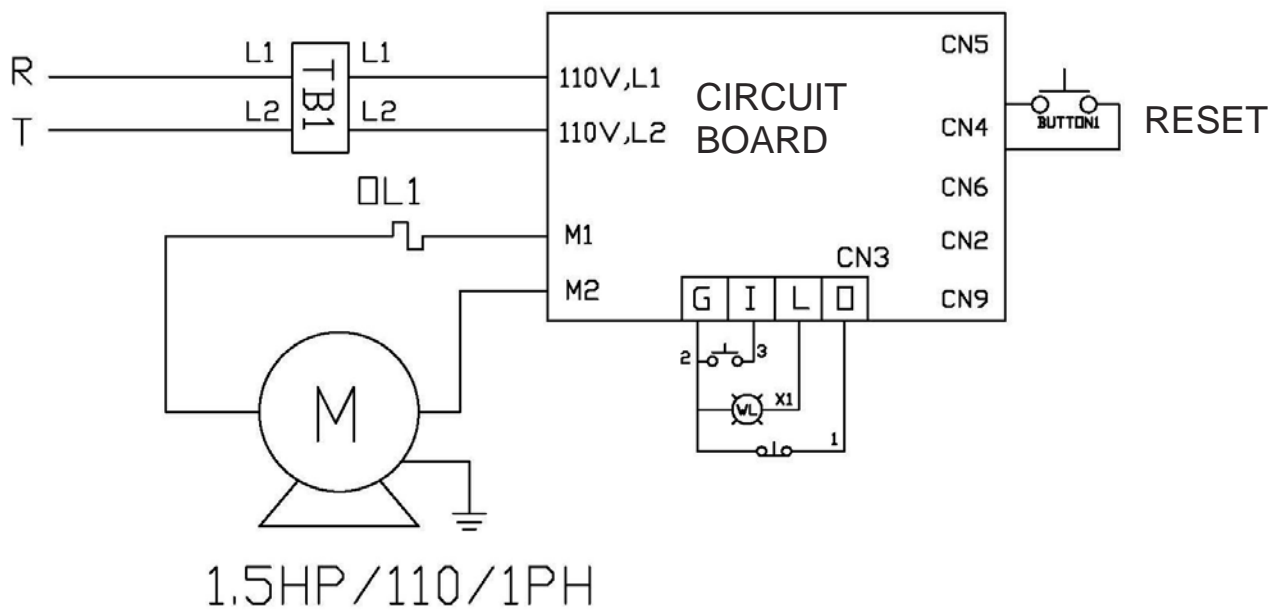 R
T
L1
L2
TB1
L1
L2
110V,L1
110V,L2
CIRCUIT
BOARD
CN5
CN4
CN6
CN2
CN9
BUTTON1
RESET
OL1
M1
M2
CN3
G I L O
2
3
WL
X1
1
M
1.5HP/110/1PH